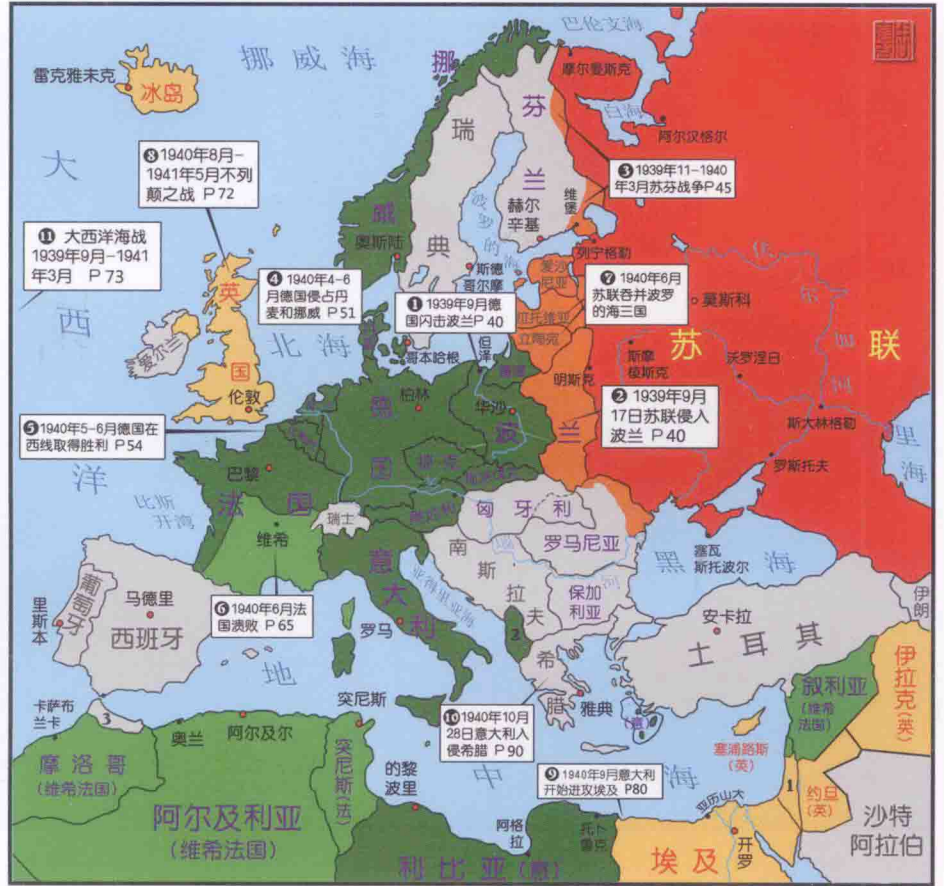 巴伦支海
挪威海
挪
雷克雅未克
冰岛
摩尔曼斯克
白海
阿尔汉格尔
瑞
芬
大
❽1940年8月-
1941年5月不列
颠之战 P72
❸1939年11-1940
年3月苏芬战争P45
兰
维堡
赫尔
辛基
波罗的海
威
典
奥斯陆
列宁格勒
⓫ 大西洋海战
1939年9月-1941
年3月 P73
❹1940年4-6
月德国侵占丹
麦和挪威 P51
斯德
哥尔摩
爱沙
尼亚
❼1940年6月
苏联吞并波罗
的海三国
❶1939年9月德
国闪击波兰P40
莫斯科
英
西
北海
拉托维亚
立陶宛
苏
联
爱尔兰
国
哥本哈根
但
泽
斯摩
梭斯克
沃罗涅日
明斯克
伦敦
柏林
德
华沙
波
兰
❷1939年9月
17日苏联侵入
波兰 P40
斯大林格勒
❺1940年5-6月德国在
西线取得胜利 P54
里海
洋
巴黎
国
捷克
罗斯托夫
比斯
开湾
法国
瑞士
匈牙利
维希
意
大
利
南
斯
拉
夫
罗马尼亚
亚得里亚海
黑海
塞瓦
斯托波尔
保加
利亚
河
葡萄牙
里斯本
马德里
西班牙
❻1940年6月法
国溃败 P65
罗马
2
安卡拉
伊朗
土耳其
希
腊
地
叙利亚
(维希
法国)
伊拉克(英)
卡萨布
兰卡
3
奥兰
阿尔及尔
突尼斯
❿1940年10月
28日意大利入
侵希腊 P90
雅典
(意)
塞浦路斯
(英)
摩洛哥
(维希法国)
突尼斯(法)
的黎
波里
中
❾1940年9月意大利
开始进攻埃及 P80
海
1
约旦
(英)
亚历山大
阿尔及利亚
(维希法国)
阿格
拉
托卜
鲁克
沙特
阿拉伯
利比亚(意)
埃及
开罗